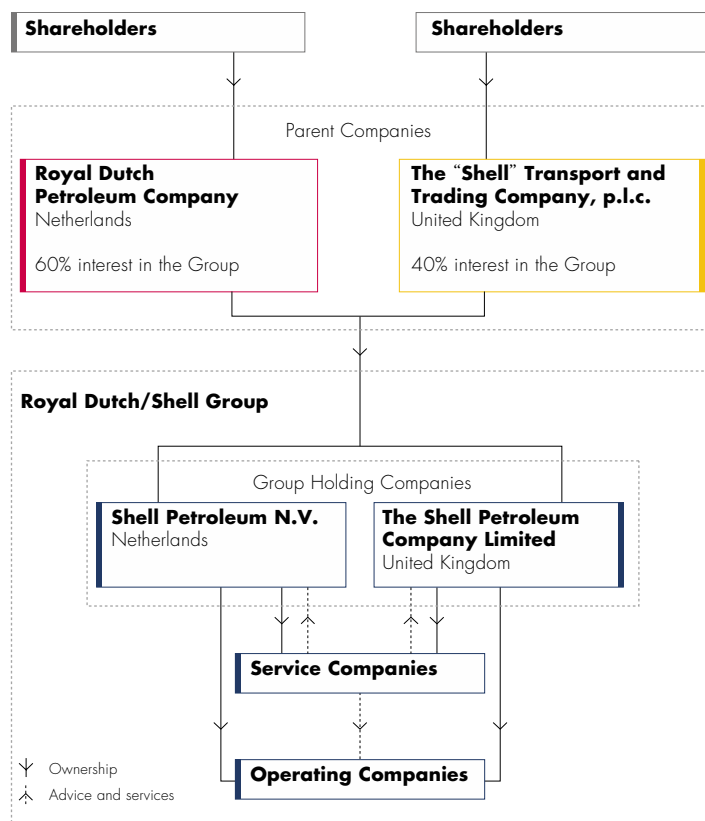 Shareholders
Shareholders
Parent Companies
Royal Dutch
Petroleum Company
Netherlands
60% interest in the Group
The “Shell” Transport and
Trading Company, p.l.c.
United Kingdom
40% interest in the Group
Royal Dutch/Shell Group
Group Holding Companies
Shell Petroleum N.V.
Netherlands
The Shell Petroleum
Company Limited
United Kingdom
Service Companies
Operating Companies
Ownership
Advice and services